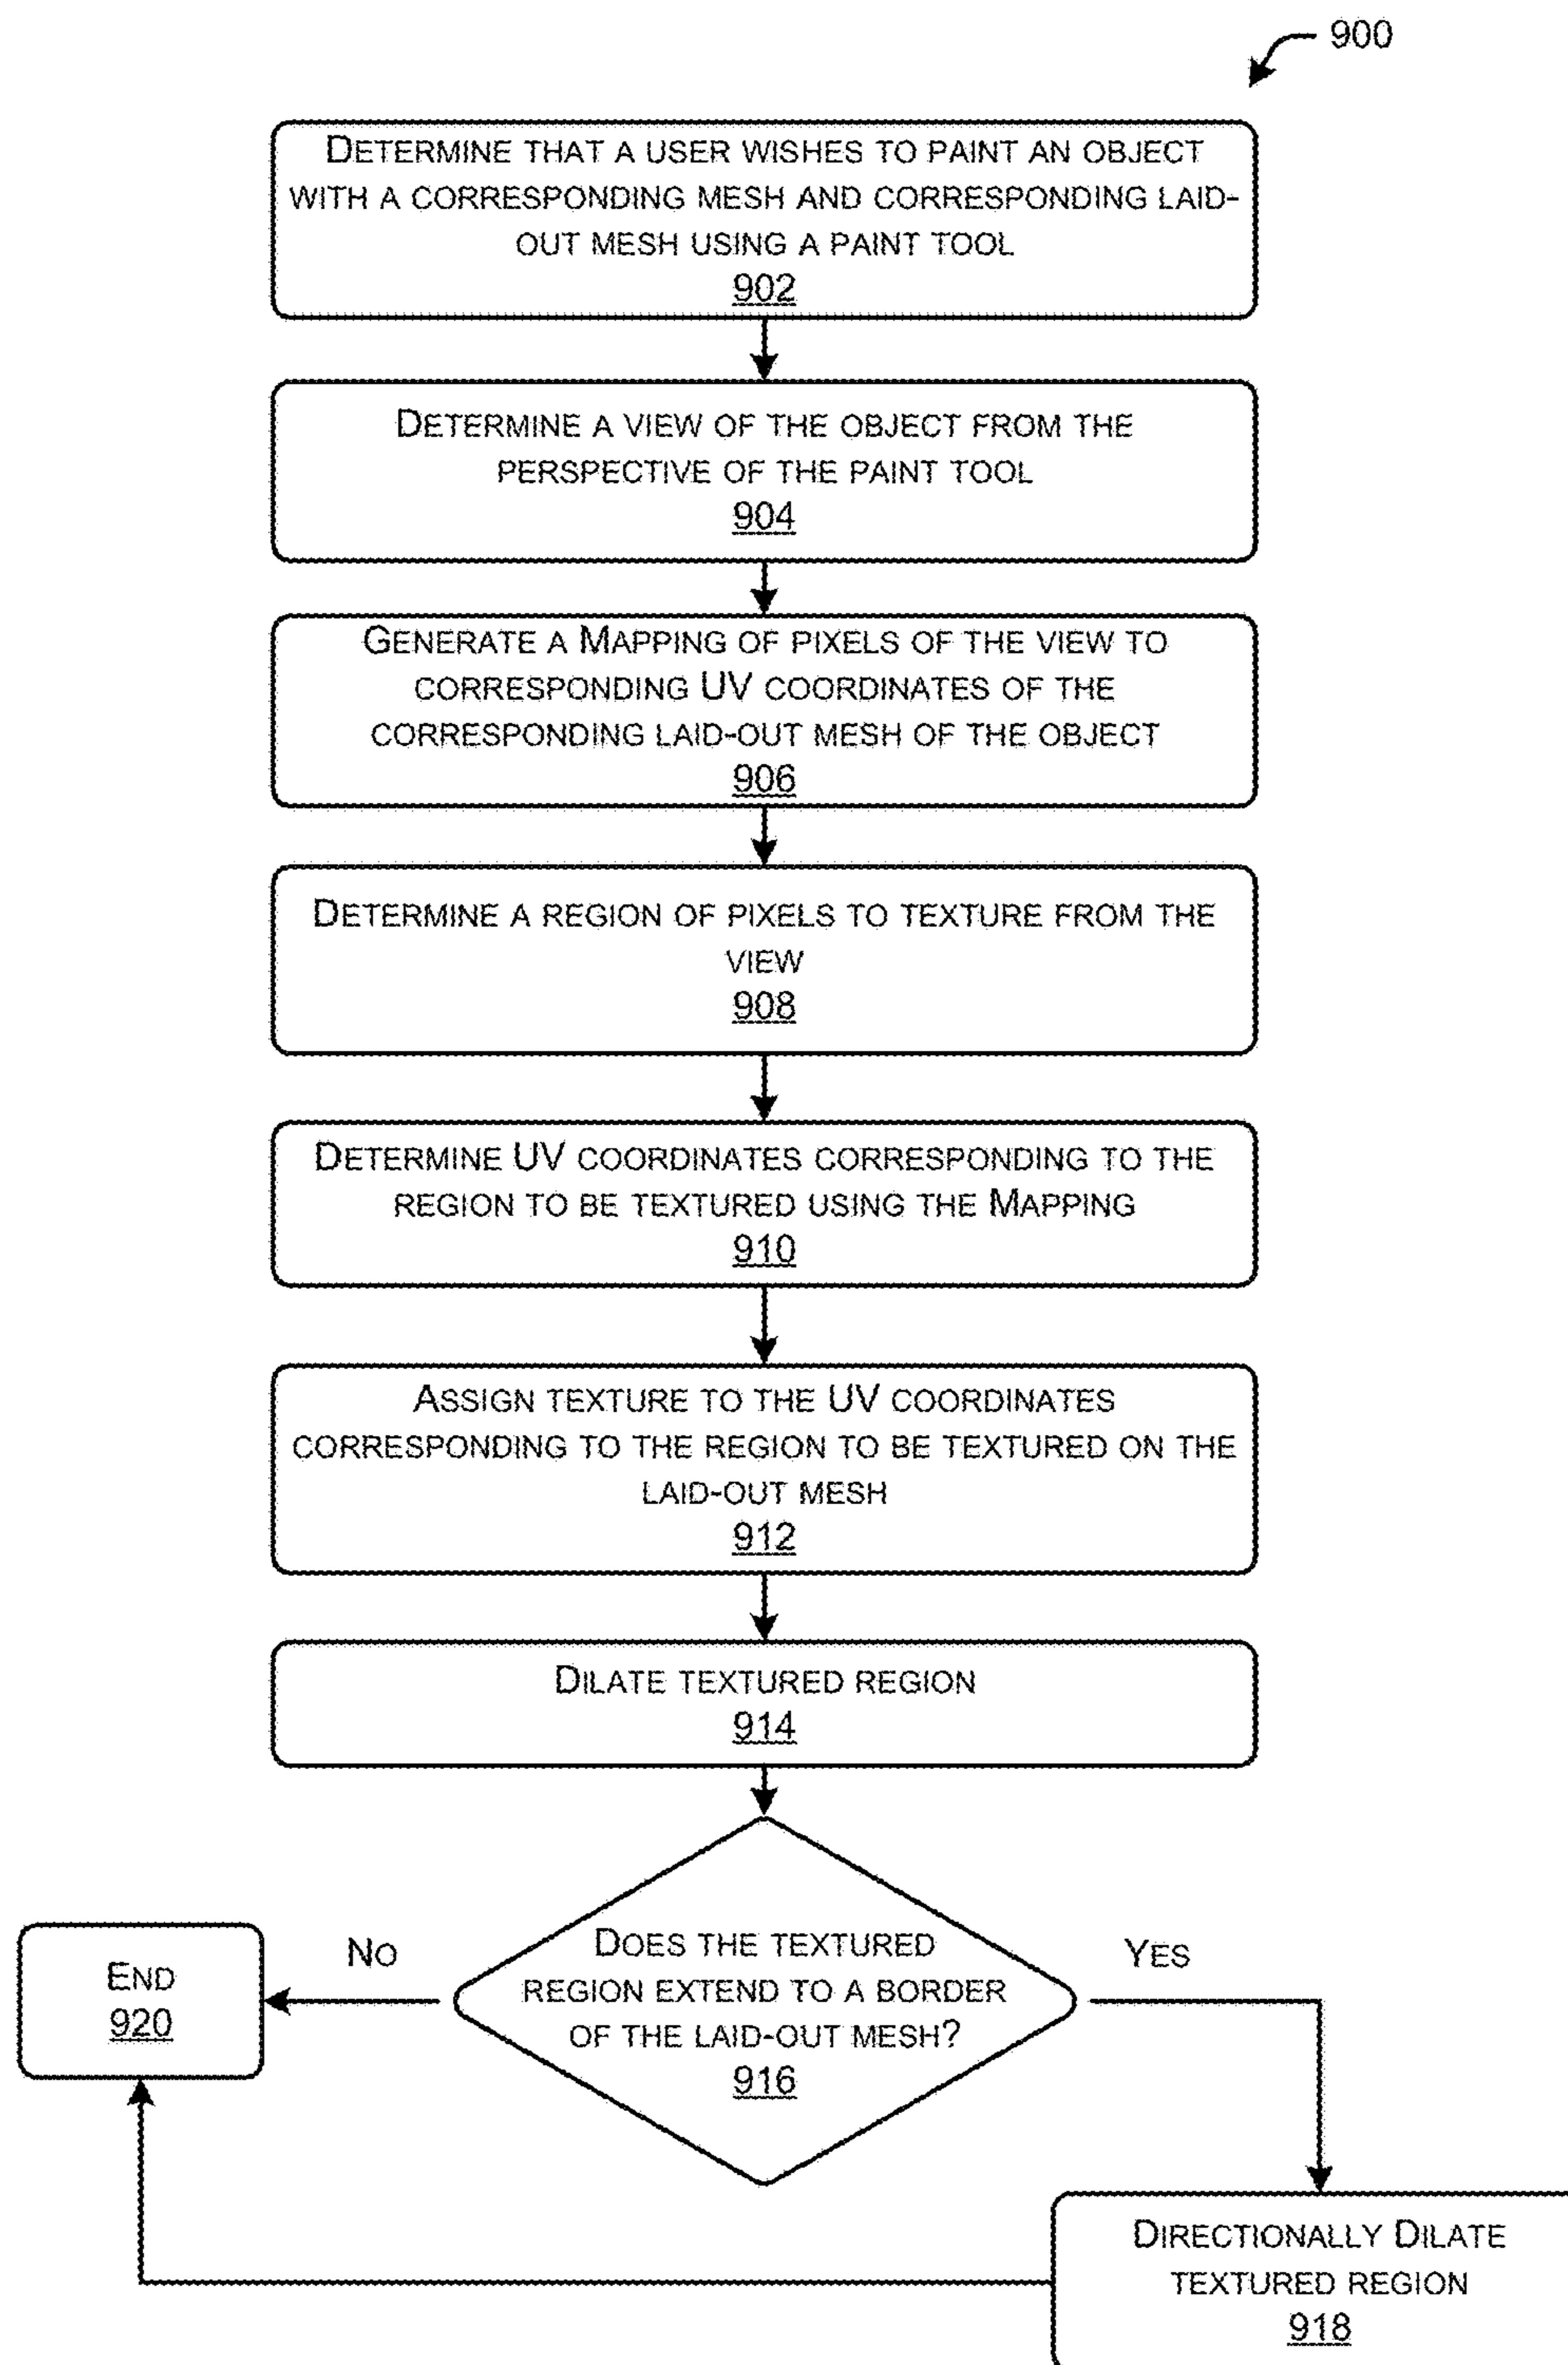 900
Determine that a user wishes to paint an object
with a corresponding mesh and corresponding laid-
out mesh using a paint tool
902
Determine a view of the object from the
perspective of the paint tool
904
Generate a Mapping of pixels of the view to
corresponding UV coordinates of the
corresponding laid-out mesh of the object
906
Determine a region of pixels to texture from the
view
908
Determine UV coordinates corresponding to the
region to be textured using the Mapping
910
Assign texture to the UV coordinates
corresponding to the region to be textured on the
laid-out mesh
912
Dilate textured region
914
Does the textured
region extend to a border
of the laid-out mesh?
916
No
Yes
End
920
Directionally Dilate
textured region
918